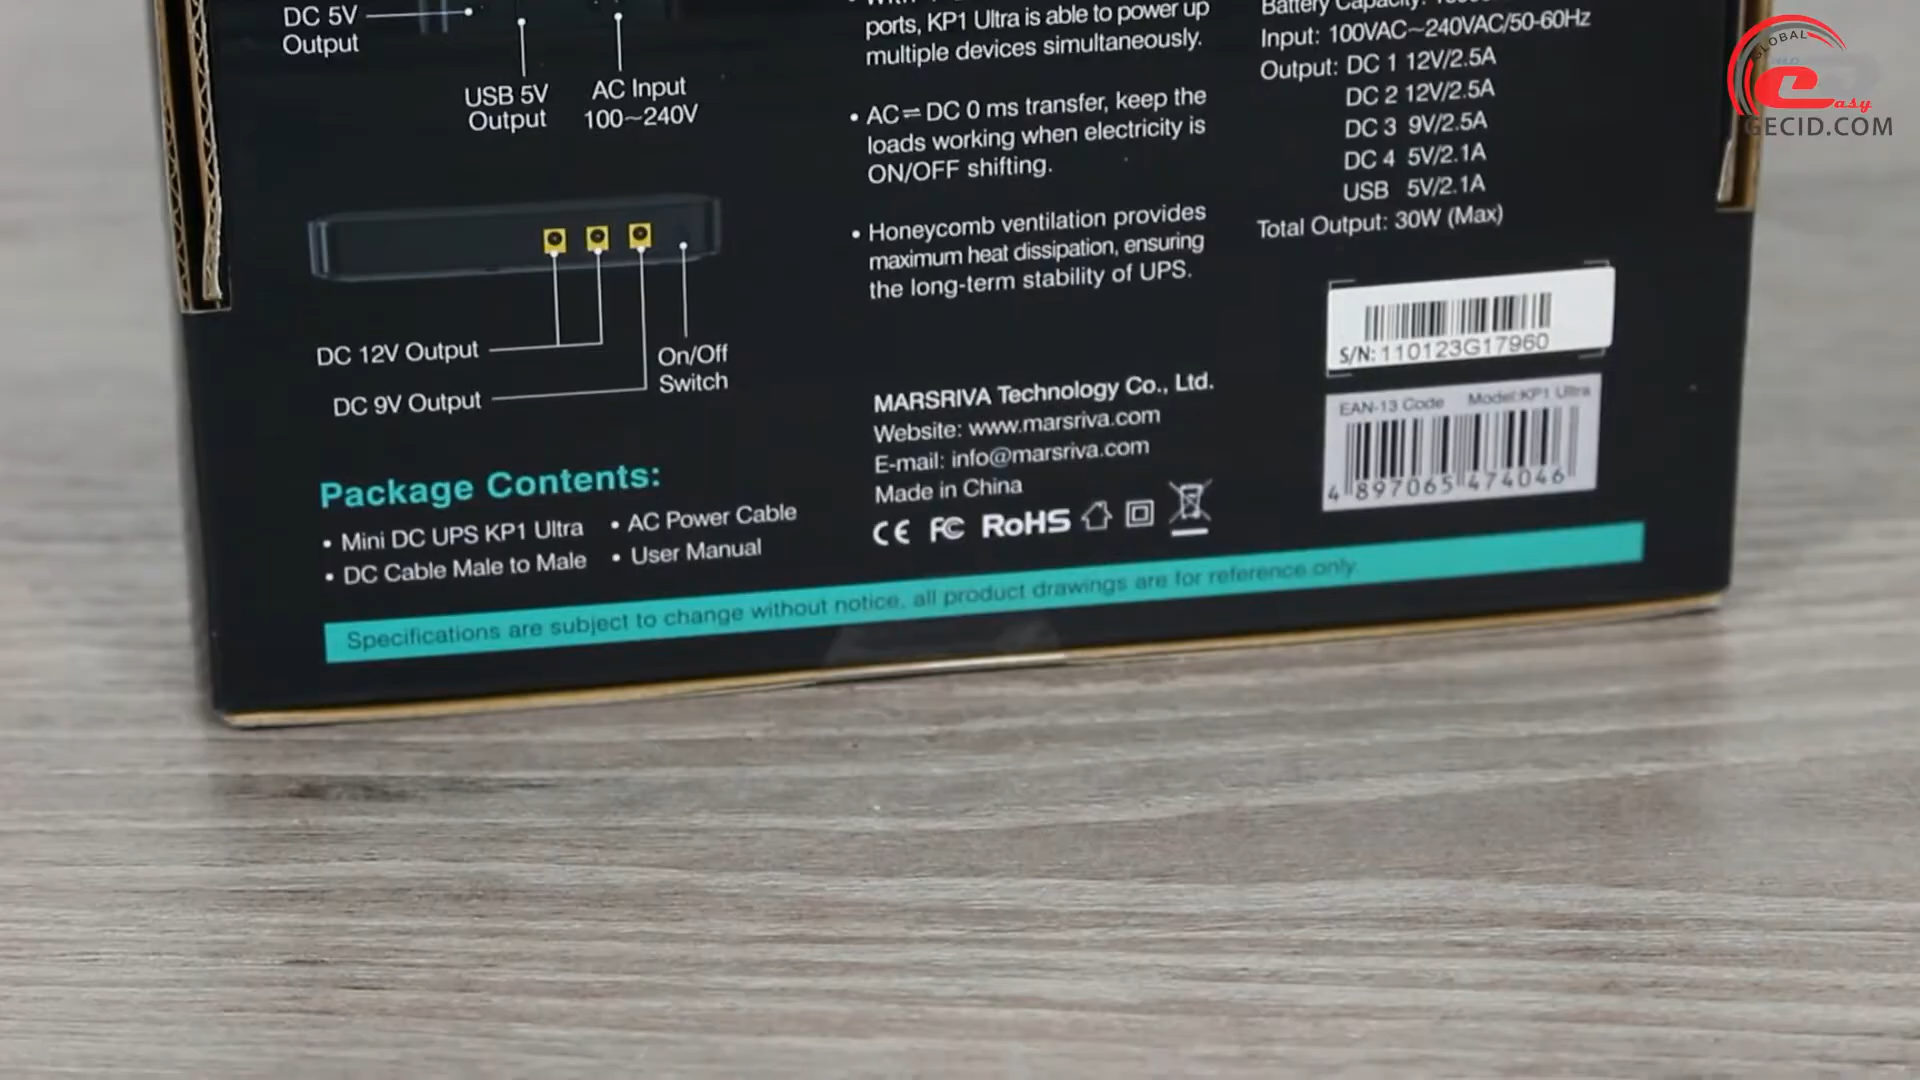 DC 5V
Output
USB 5V
Output
AC Input
100~240V
DC 12V Output
DC 9V Output
On/Off
Switch
Package Contents:
• Mini DC UPS KP1 Ultra
• AC Power Cable
• DC Cable Male to Male
• User Manual
ports, KP1 Ultra is able to power up
multiple devices simultaneously.
• AC⇌DC 0 ms transfer, keep the
loads working when electricity is
ON/OFF shifting.
• Honeycomb ventilation provides
maximum heat dissipation, ensuring
the long-term stability of UPS.
MARSRIVA Technology Co., Ltd.
Website: www.marsriva.com
E-mail: info@marsriva.com
Made in China
CE FC RoHS
Battery Capacity:
Input: 100VAC~240VAC/50-60Hz
Output: DC 1 12V/2.5A
DC 2 12V/2.5A
DC 3 9V/2.5A
DC 4 5V/2.1A
USB 5V/2.1A
Total Output: 30W (Max)
S/N: 110123G17960
EAN-13 Code Model:KP1 Ultra
4 897065 474046
Specifications are subject to change without notice, all product drawings are for reference only
GLOBAL
easy
GECID.COM